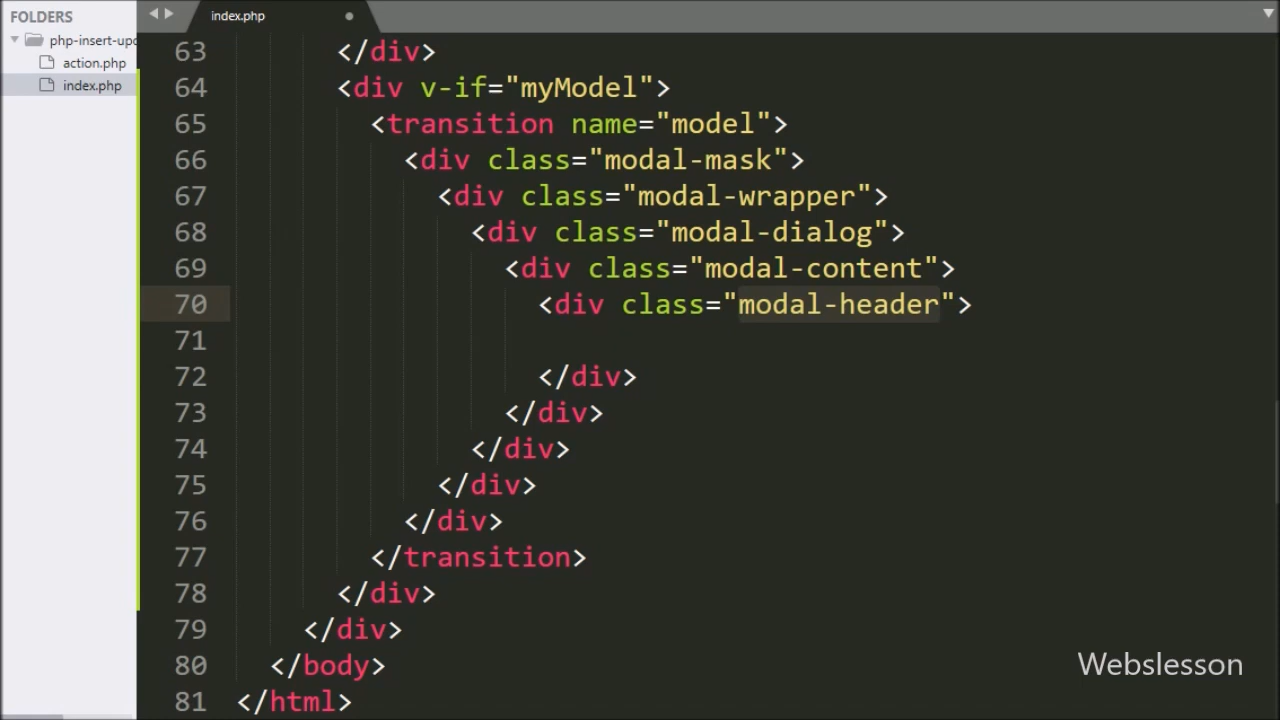 FOLDERS
php-insert-upd
action.php
index.php
index.php
63 </div>
64 <div v-if="myModel">
65 <transition name="model">
66 <div class="modal-mask">
67 <div class="modal-wrapper">
68 <div class="modal-dialog">
69 <div class="modal-content">
70 <div class="modal-header">
71
72 </div>
73 </div>
74 </div>
75 </div>
76 </div>
77 </transition>
78 </div>
79 </div>
80 </body>
81 </html>
Webslesson